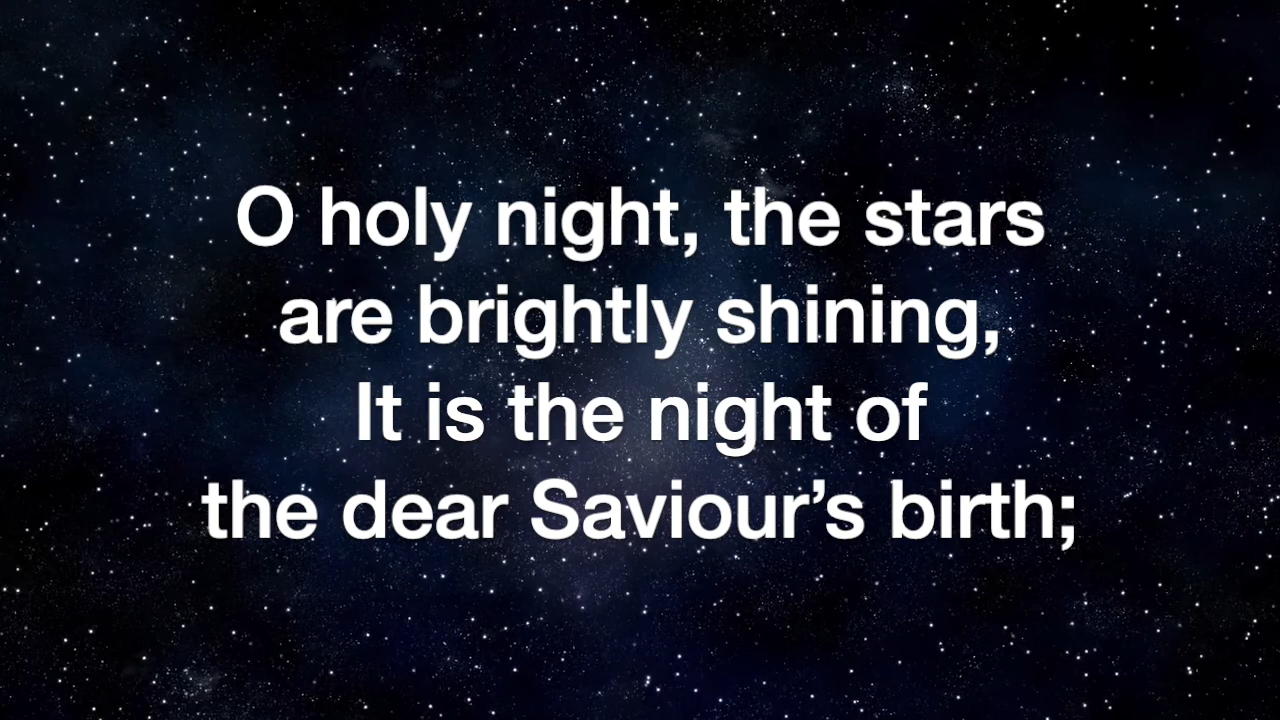 O holy night, the stars
are brightly shining,
It is the night of
the dear Saviour’s birth;